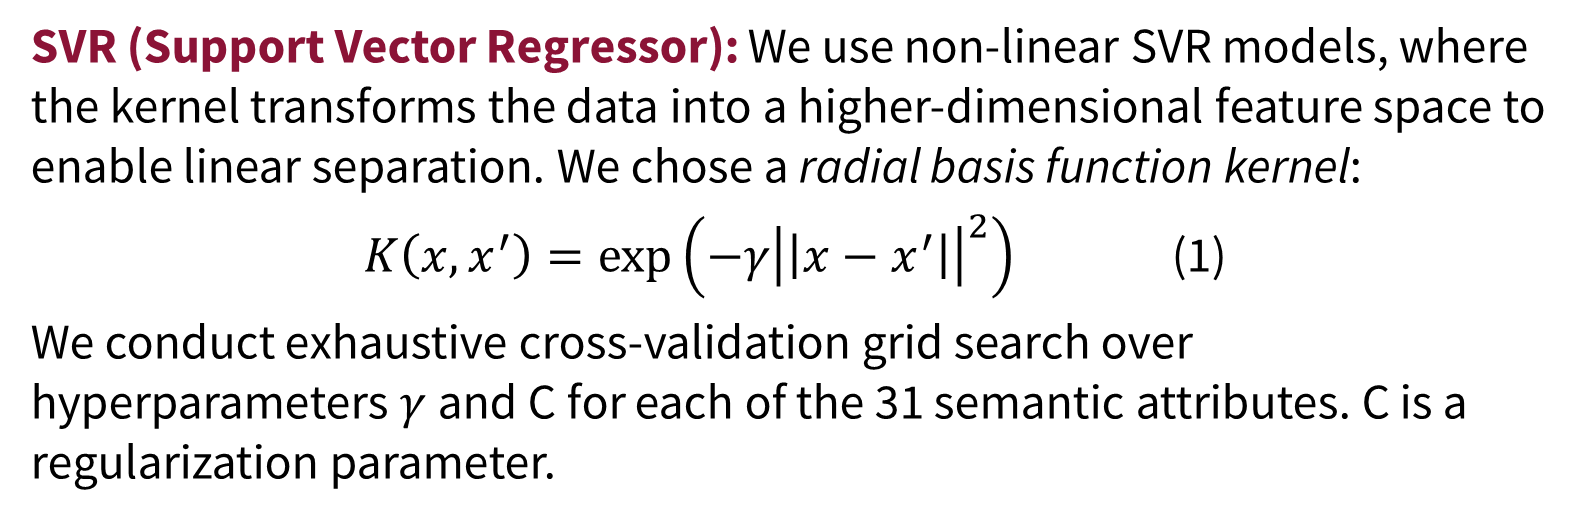 SVR (Support Vector Regressor): We use non-linear SVR models, where
the kernel transforms the data into a higher-dimensional feature space to
enable linear separation. We chose a radial basis function kernel:
K(x, x′) = exp(−γ||x − x′||²) (1)
We conduct exhaustive cross-validation grid search over
hyperparameters γ and C for each of the 31 semantic attributes. C is a
regularization parameter.